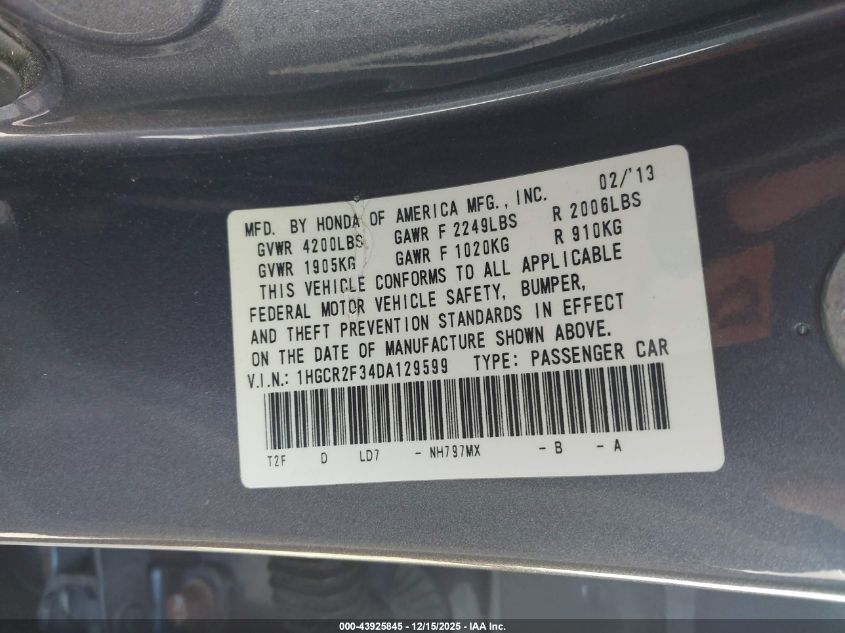 MFD. BY HONDA OF AMERICA MFG., INC. 02/'13
GVWR 4200LBS GAWR F 2249LBS R 2006LBS
GVWR 1905KG GAWR F 1020KG R 910KG
THIS VEHICLE CONFORMS TO ALL APPLICABLE
FEDERAL MOTOR VEHICLE SAFETY, BUMPER,
AND THEFT PREVENTION STANDARDS IN EFFECT
ON THE DATE OF MANUFACTURE SHOWN ABOVE.
V.I.N.: 1HGCR2F34DA129599 TYPE: PASSENGER CAR
T2F D LD7 - NH797MX - B - A
000-43925845 - 12/15/2025 - IAA Inc.